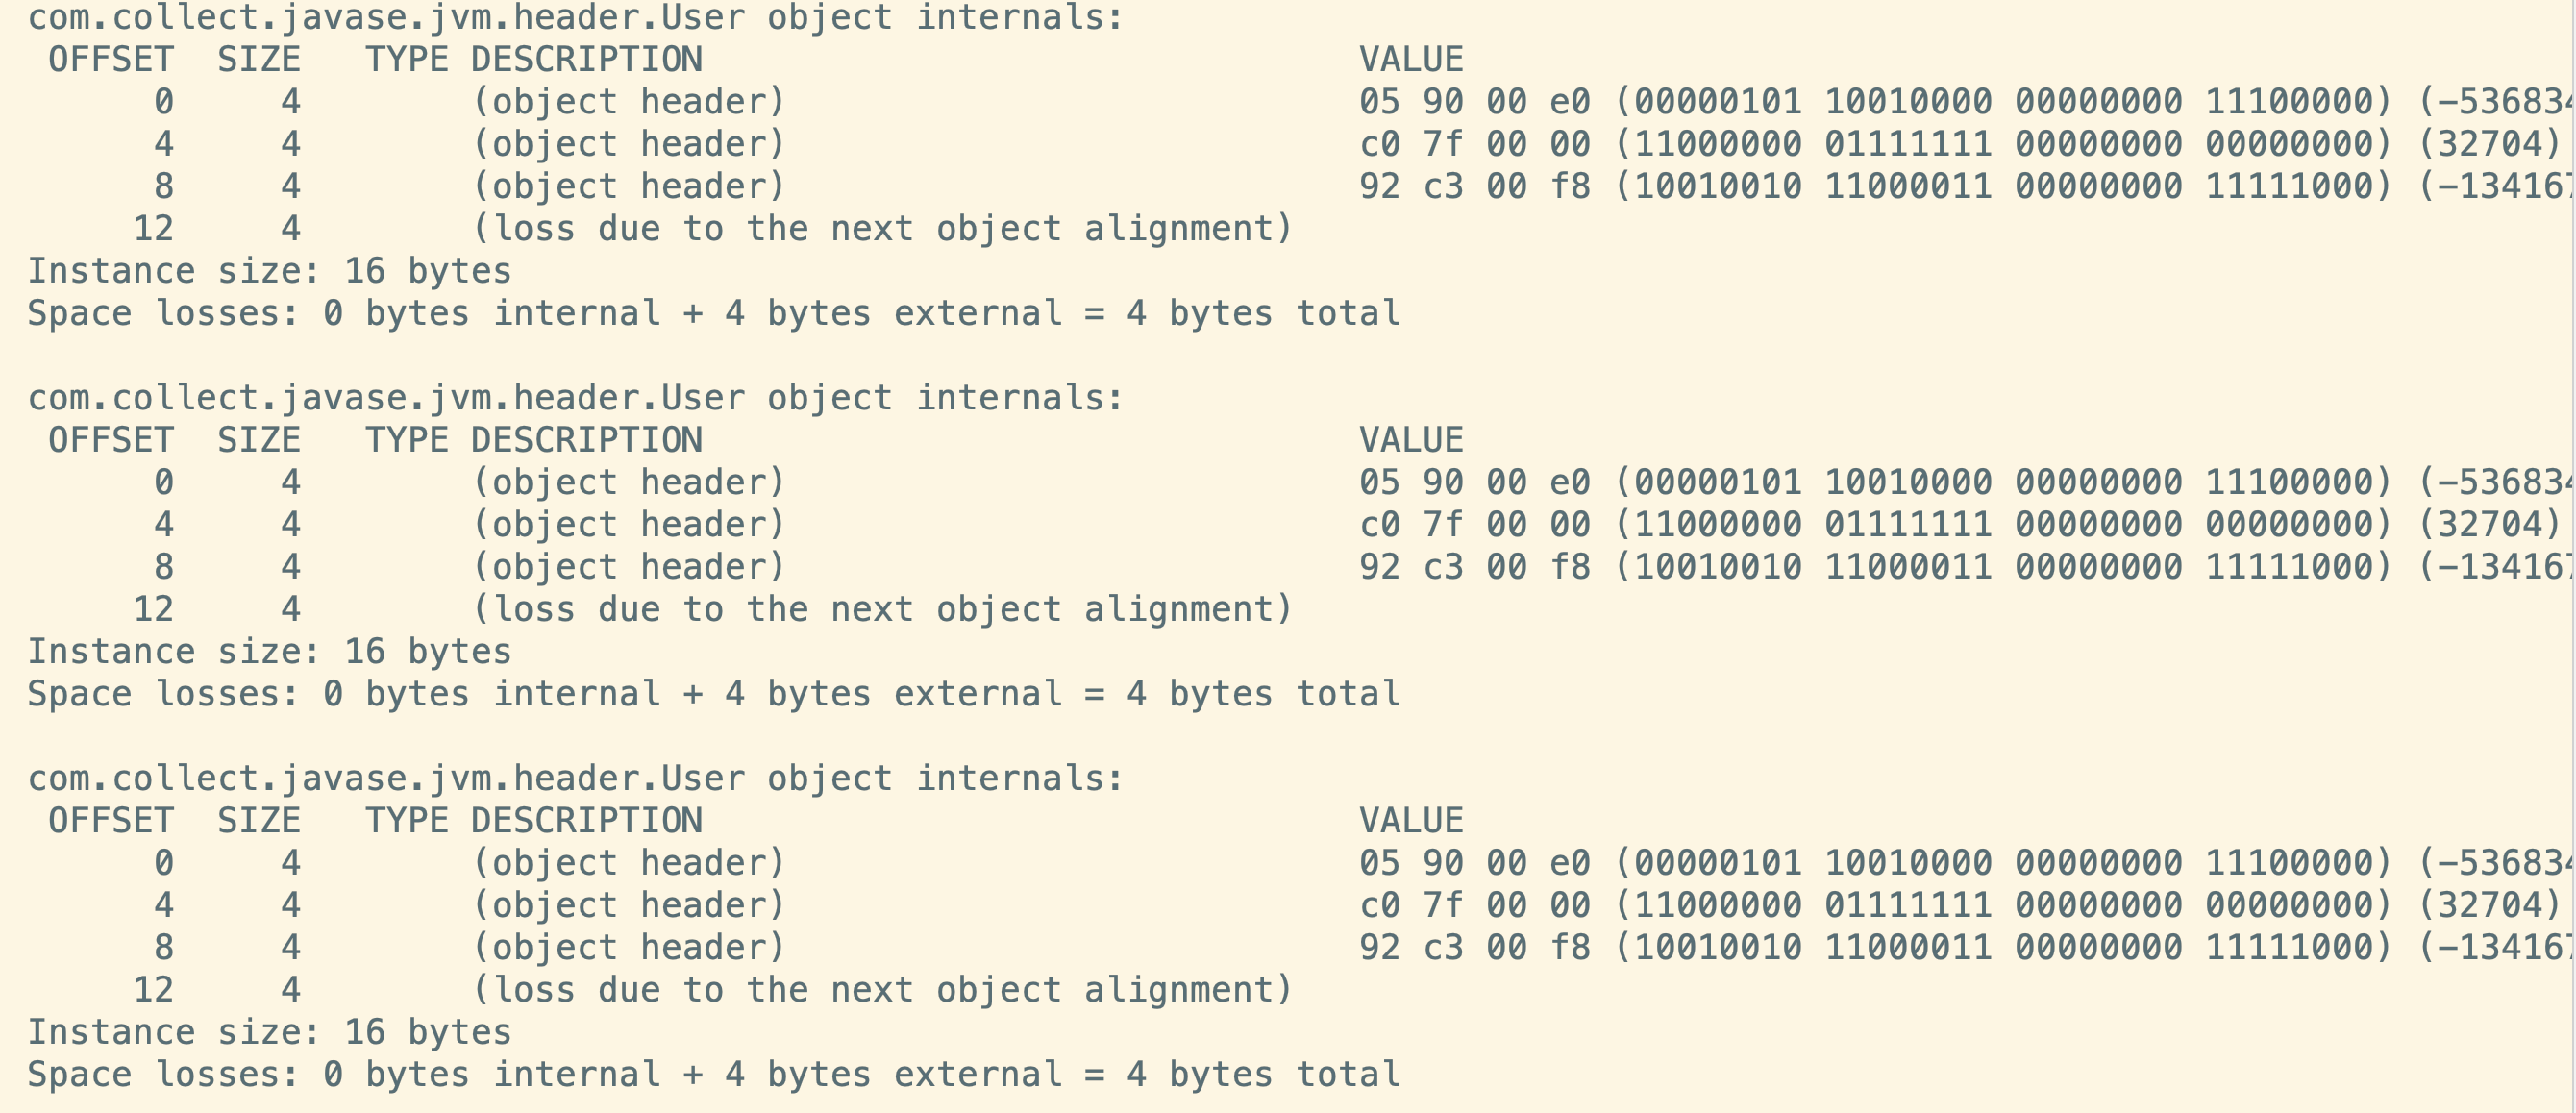 com.collect.javase.jvm.header.User object internals:
 OFFSET  SIZE   TYPE DESCRIPTION                               VALUE
      0     4        (object header)                           05 90 00 e0 (00000101 10010000 00000000 11100000) (-536834
      4     4        (object header)                           c0 7f 00 00 (11000000 01111111 00000000 00000000) (32704)
      8     4        (object header)                           92 c3 00 f8 (10010010 11000011 00000000 11111000) (-134167
     12     4        (loss due to the next object alignment)
Instance size: 16 bytes
Space losses: 0 bytes internal + 4 bytes external = 4 bytes total

com.collect.javase.jvm.header.User object internals:
 OFFSET  SIZE   TYPE DESCRIPTION                               VALUE
      0     4        (object header)                           05 90 00 e0 (00000101 10010000 00000000 11100000) (-536834
      4     4        (object header)                           c0 7f 00 00 (11000000 01111111 00000000 00000000) (32704)
      8     4        (object header)                           92 c3 00 f8 (10010010 11000011 00000000 11111000) (-134167
     12     4        (loss due to the next object alignment)
Instance size: 16 bytes
Space losses: 0 bytes internal + 4 bytes external = 4 bytes total

com.collect.javase.jvm.header.User object internals:
 OFFSET  SIZE   TYPE DESCRIPTION                               VALUE
      0     4        (object header)                           05 90 00 e0 (00000101 10010000 00000000 11100000) (-536834
      4     4        (object header)                           c0 7f 00 00 (11000000 01111111 00000000 00000000) (32704)
      8     4        (object header)                           92 c3 00 f8 (10010010 11000011 00000000 11111000) (-134167
     12     4        (loss due to the next object alignment)
Instance size: 16 bytes
Space losses: 0 bytes internal + 4 bytes external = 4 bytes total